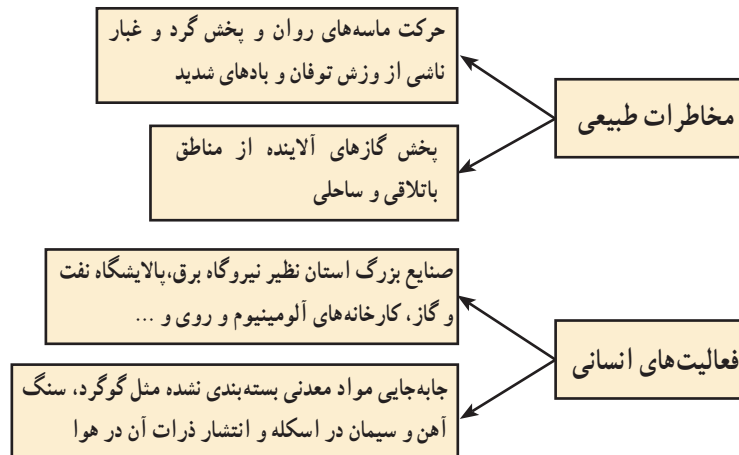 مخاطرات طبیعی
حرکت ماسه‌های روان و پخش گرد و غبار
ناشی از وزش توفان و بادهای شدید
پخش گازهای آلاینده از مناطق
باتلاقی و ساحلی
فعالیت‌های انسانی
صنایع بزرگ استان نظیر نیروگاه برق،پالایشگاه نفت
و گاز، کارخانه‌های آلومینیوم و روی و ...
جابه‌جایی مواد معدنی بسته‌بندی نشده مثل گوگرد، سنگ
آهن و سیمان در اسکله و انتشار ذرات آن در هوا